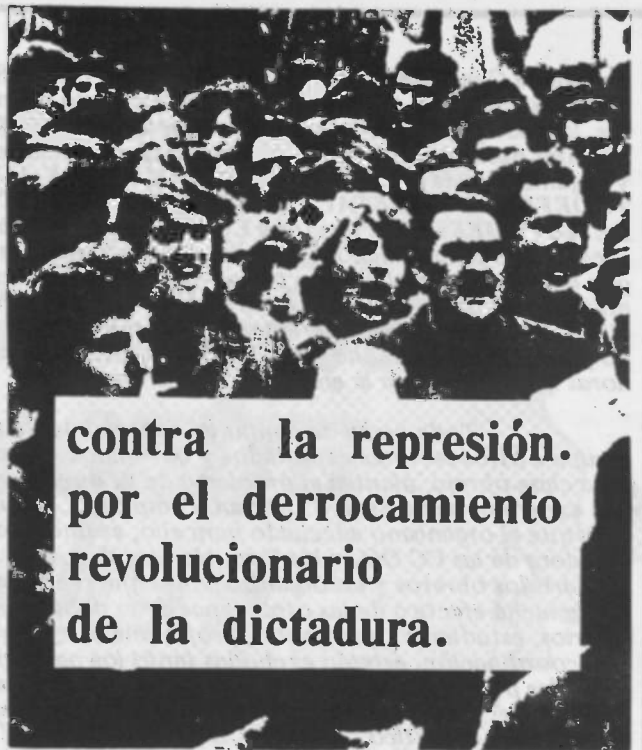 contra la represión.
por el derrocamiento
revolucionario
de la dictadura.